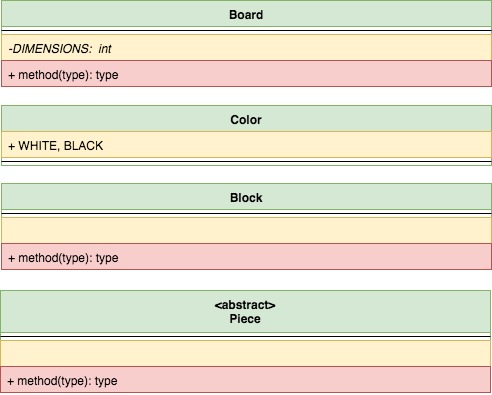 Board
-DIMENSIONS: int
+ method(type): type
Color
+ WHITE, BLACK
Block
+ method(type): type
<abstract>
Piece
+ method(type): type